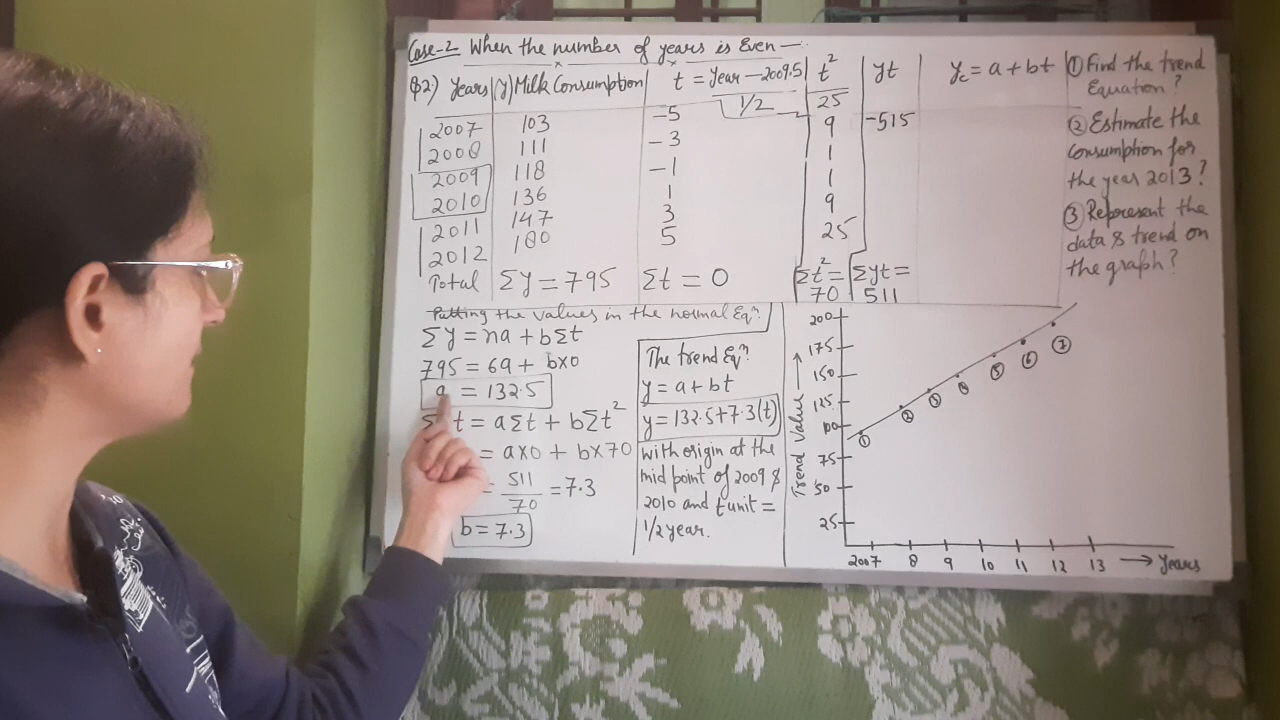 Case-2 When the number of years is Even —
Q2) Years (y) Milk Consumption t = Year — 2009.5 t² yt yc = a + bt
1/2
2007 103 -5 25 -515
2008 111 -3 9
2009 118 -1 1
2010 136 1 1
2011 147 3 9
2012 180 5 25
Total Σy = 795 Σt = 0 Σt² = 70 Σyt = 511
① Find the trend
Equation?
② Estimate the
Consumption for
the year 2013?
③ Represent the
data & trend on
the graph?
Putting the values in the normal Eqⁿ.
Σy = na + bΣt
795 = 6a + b×0
a = 132.5
t = aΣt + bΣt²
= a×0 + b×70
= 511/70 = 7.3
b = 7.3
The trend Eqⁿ.
y = a + bt
y = 132.5 + 7.3(t)
with origin at the
mid point of 2009 &
2010 and t unit =
1/2 year.
Trend Value →
200
175
150
125
100
75
50
25
① ② ③ ④ ⑤ ⑥ ⑦
2007 8 9 10 11 12 13 → Years